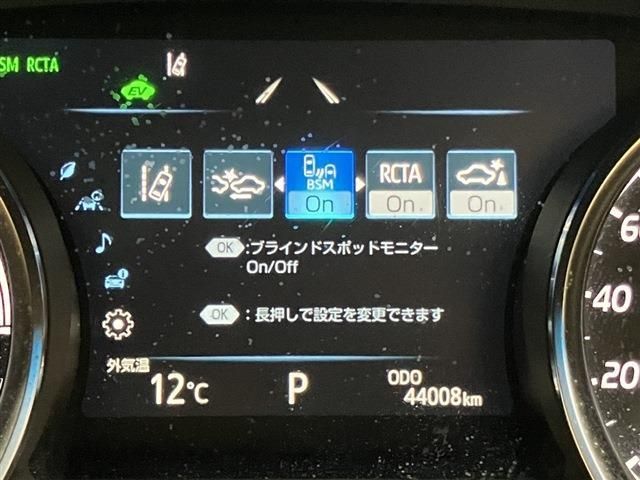 SM RCTA
EV
BSM
On
RCTA
On
On
OK :ブラインドスポットモニター
On/Off
OK :長押しで設定を変更できます
外気温
12℃
P
ODO
44008km
60
40
20